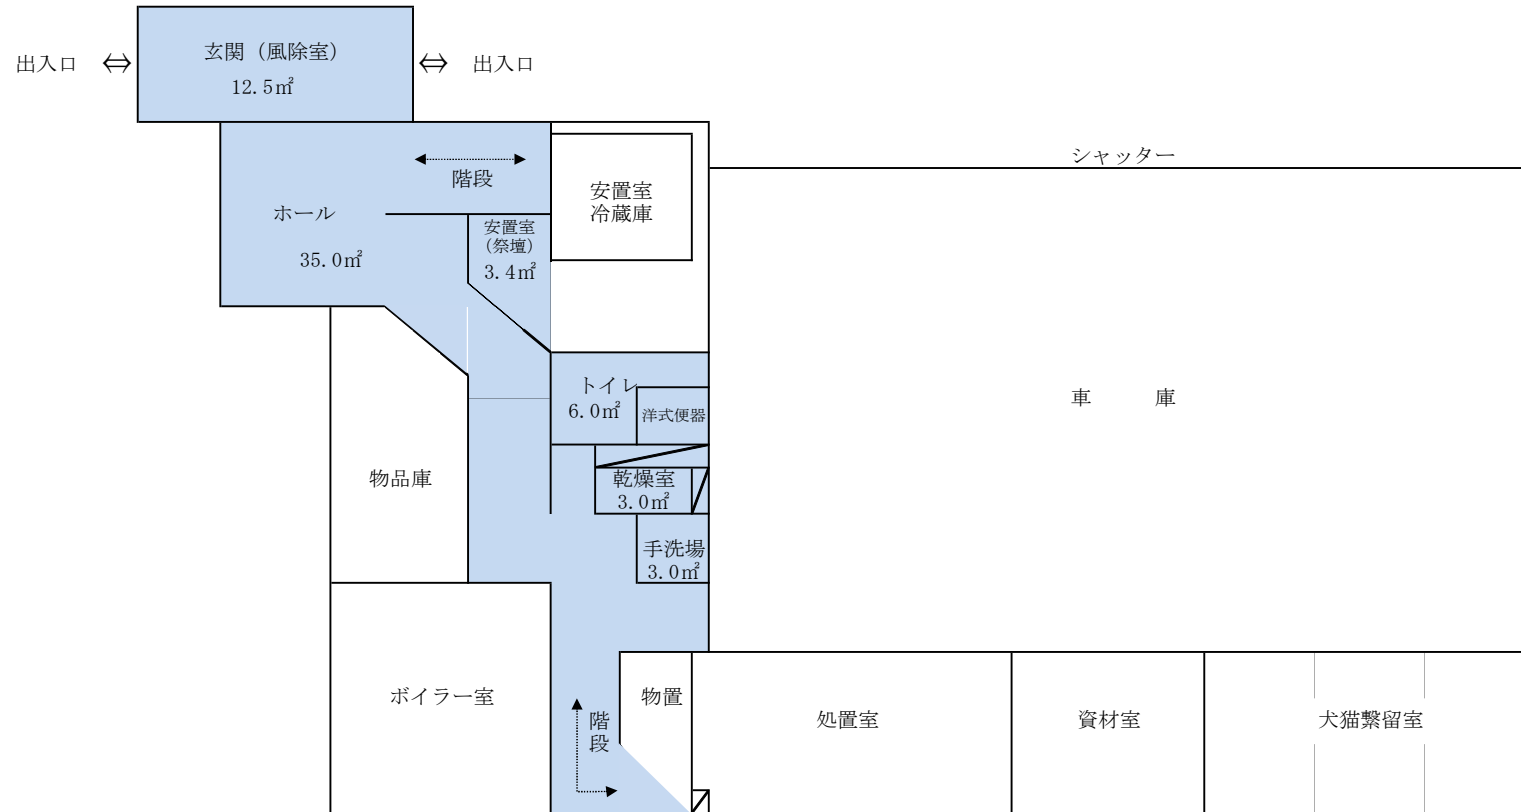 玄関（風除室）
12.5㎡
出入口 ⇔
⇔ 出入口
シャッター
階段
安置室
冷蔵庫
ホール
35.0㎡
安置室
（祭壇）
3.4㎡
トイレ
6.0㎡
洋式便器
車 庫
物品庫
乾燥室
3.0㎡
手洗場
3.0㎡
ボイラー室
物置
階
段
処置室
資材室
犬猫繋留室